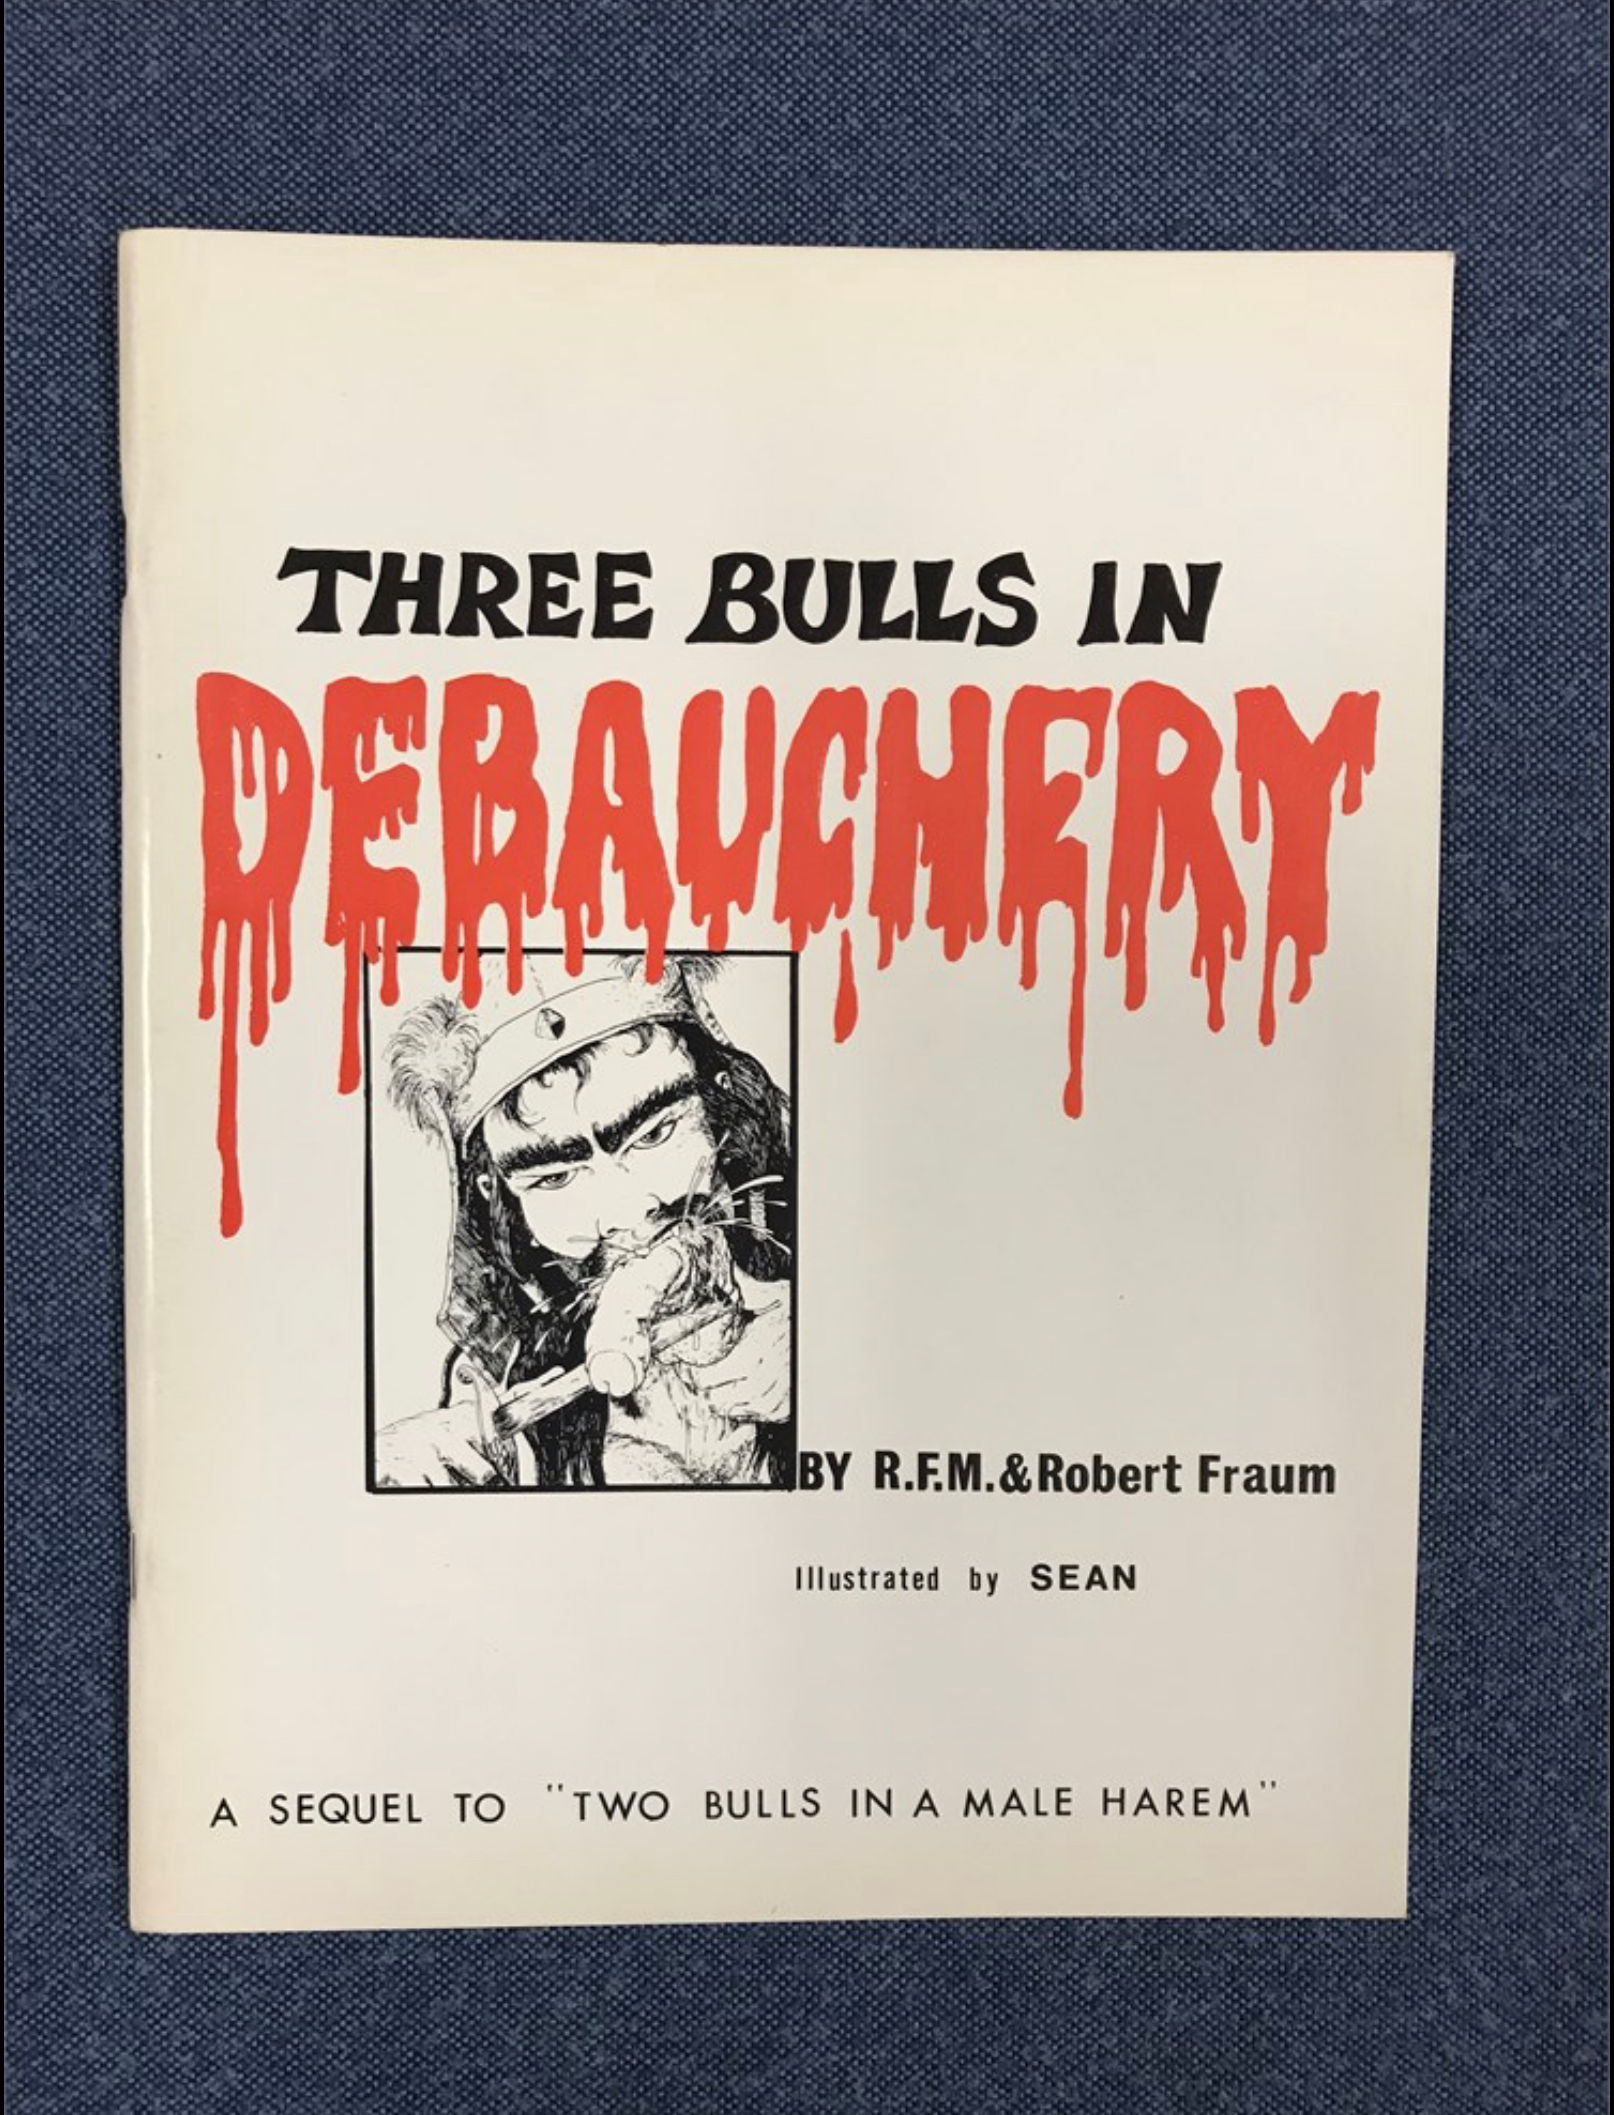 THREE BULLS IN
DEBAUCHERY
BY R.F.M.&Robert Fraum
Illustrated by SEAN
A SEQUEL TO "TWO BULLS IN A MALE HAREM"